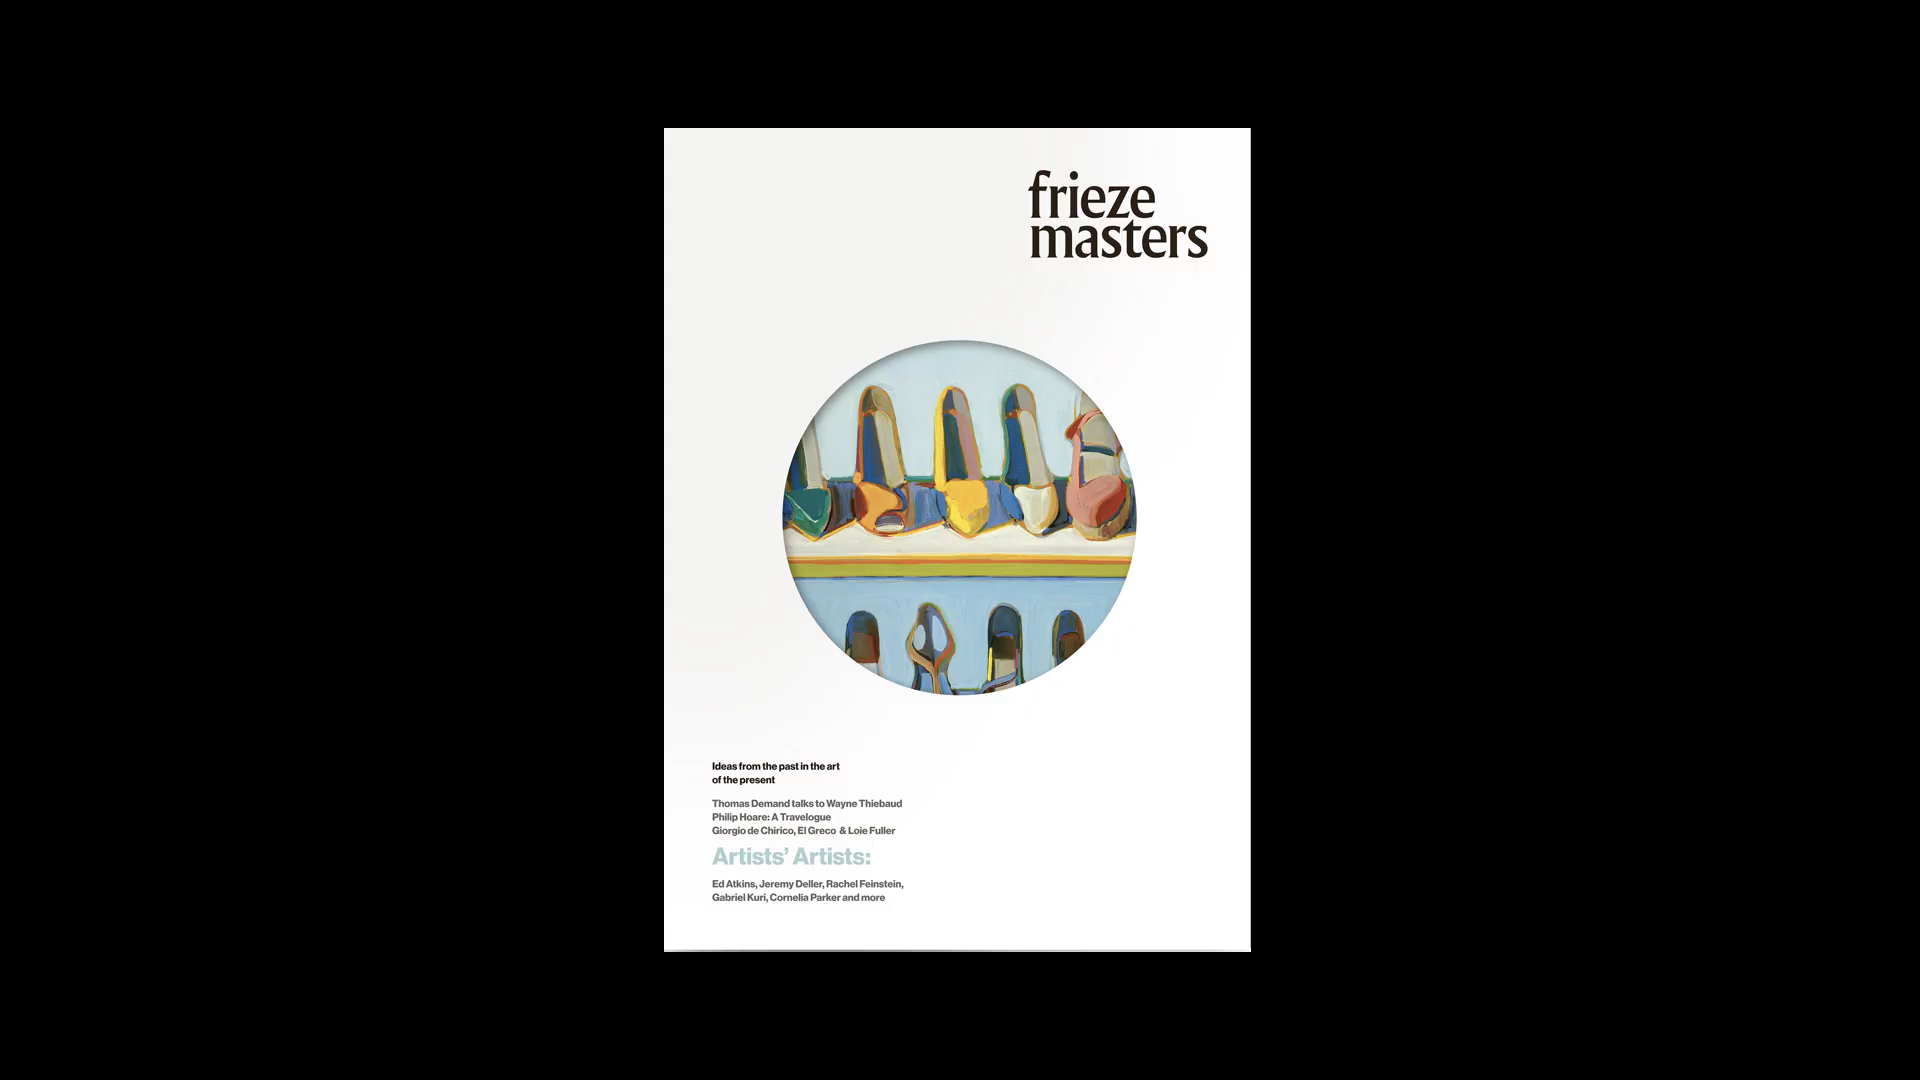 frieze
masters
Ideas from the past in the art
of the present
Thomas Demand talks to Wayne Thiebaud
Philip Hoare: A Travelogue
Giorgio de Chirico, El Greco & Loie Fuller
Artists’ Artists:
Ed Atkins, Jeremy Deller, Rachel Feinstein,
Gabriel Kuri, Cornelia Parker and more